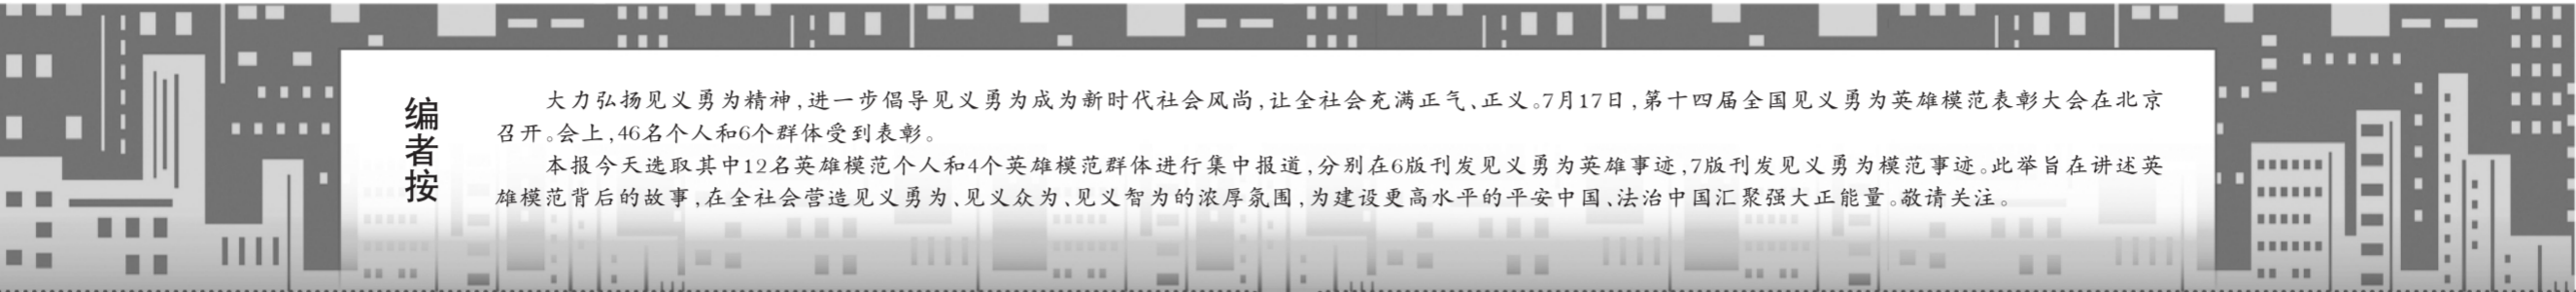 编者按
大力弘扬见义勇为精神,进一步倡导见义勇为成为新时代社会风尚,让全社会充满正气、正义。7月17日,第十四届全国见义勇为英雄模范表彰大会在北京
召开。会上,46名个人和6个群体受到表彰。
本报今天选取其中12名英雄模范个人和4个英雄模范群体进行集中报道,分别在6版刊发见义勇为英雄事迹,7版刊发见义勇为模范事迹。此举旨在讲述英
雄模范背后的故事,在全社会营造见义勇为、见义众为、见义智为的浓厚氛围,为建设更高水平的平安中国、法治中国汇聚强大正能量。敬请关注。